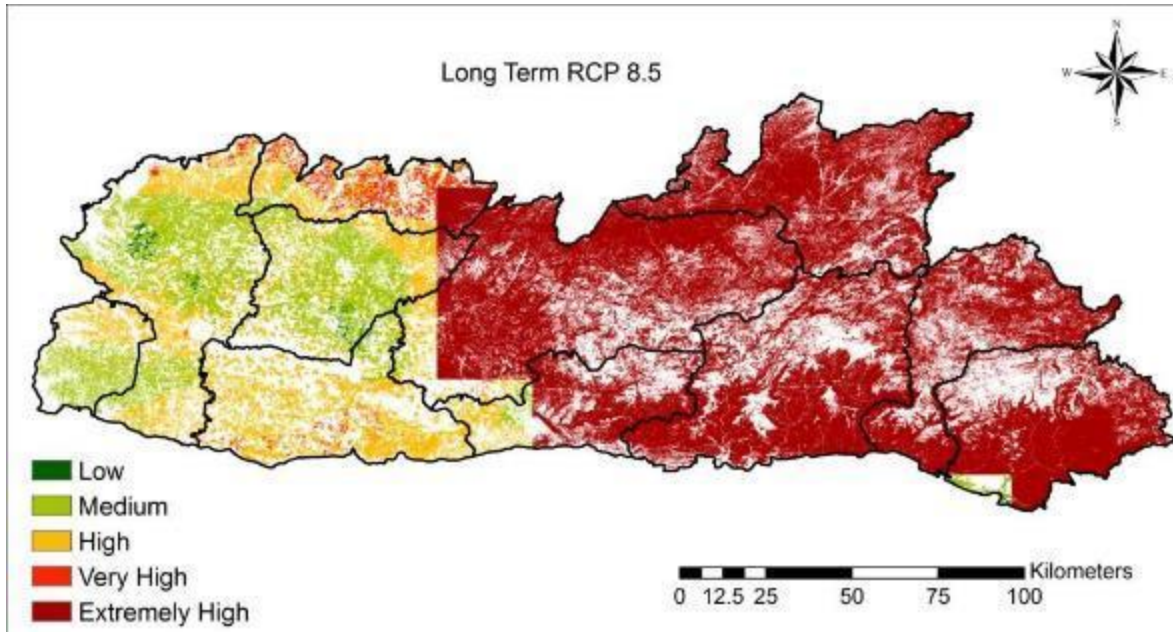 Long Term RCP 8.5
N
W E
S
Low
Medium
High
Very High
Extremely High
Kilometers
0 12.5 25 50 75 100